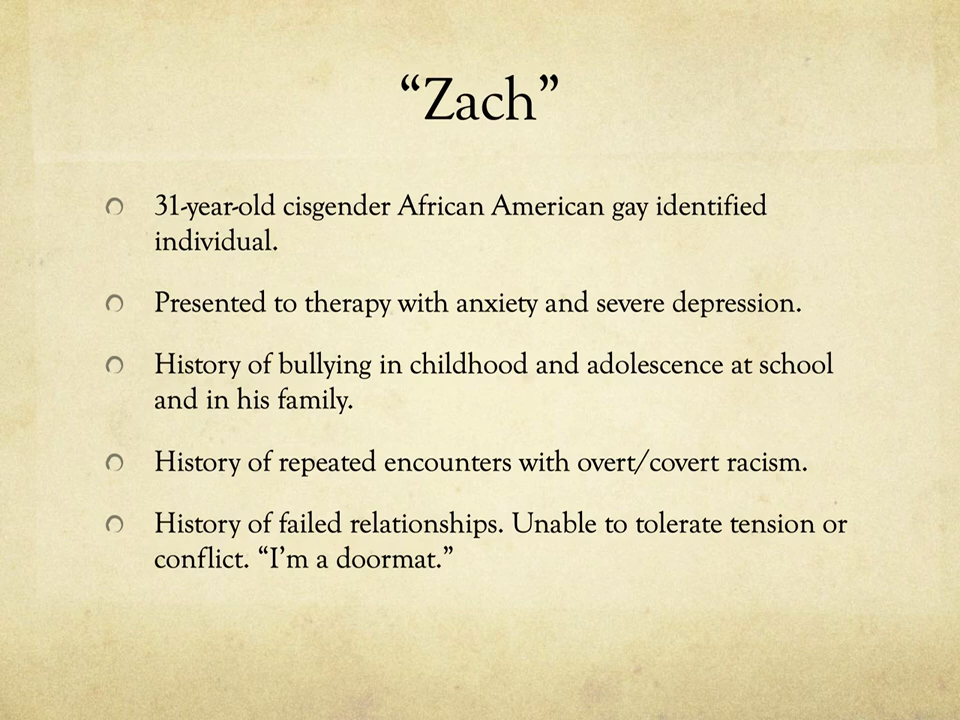 “Zach”
31-year-old cisgender African American gay identified
individual.
Presented to therapy with anxiety and severe depression.
History of bullying in childhood and adolescence at school
and in his family.
History of repeated encounters with overt/covert racism.
History of failed relationships. Unable to tolerate tension or
conflict. “I’m a doormat.”